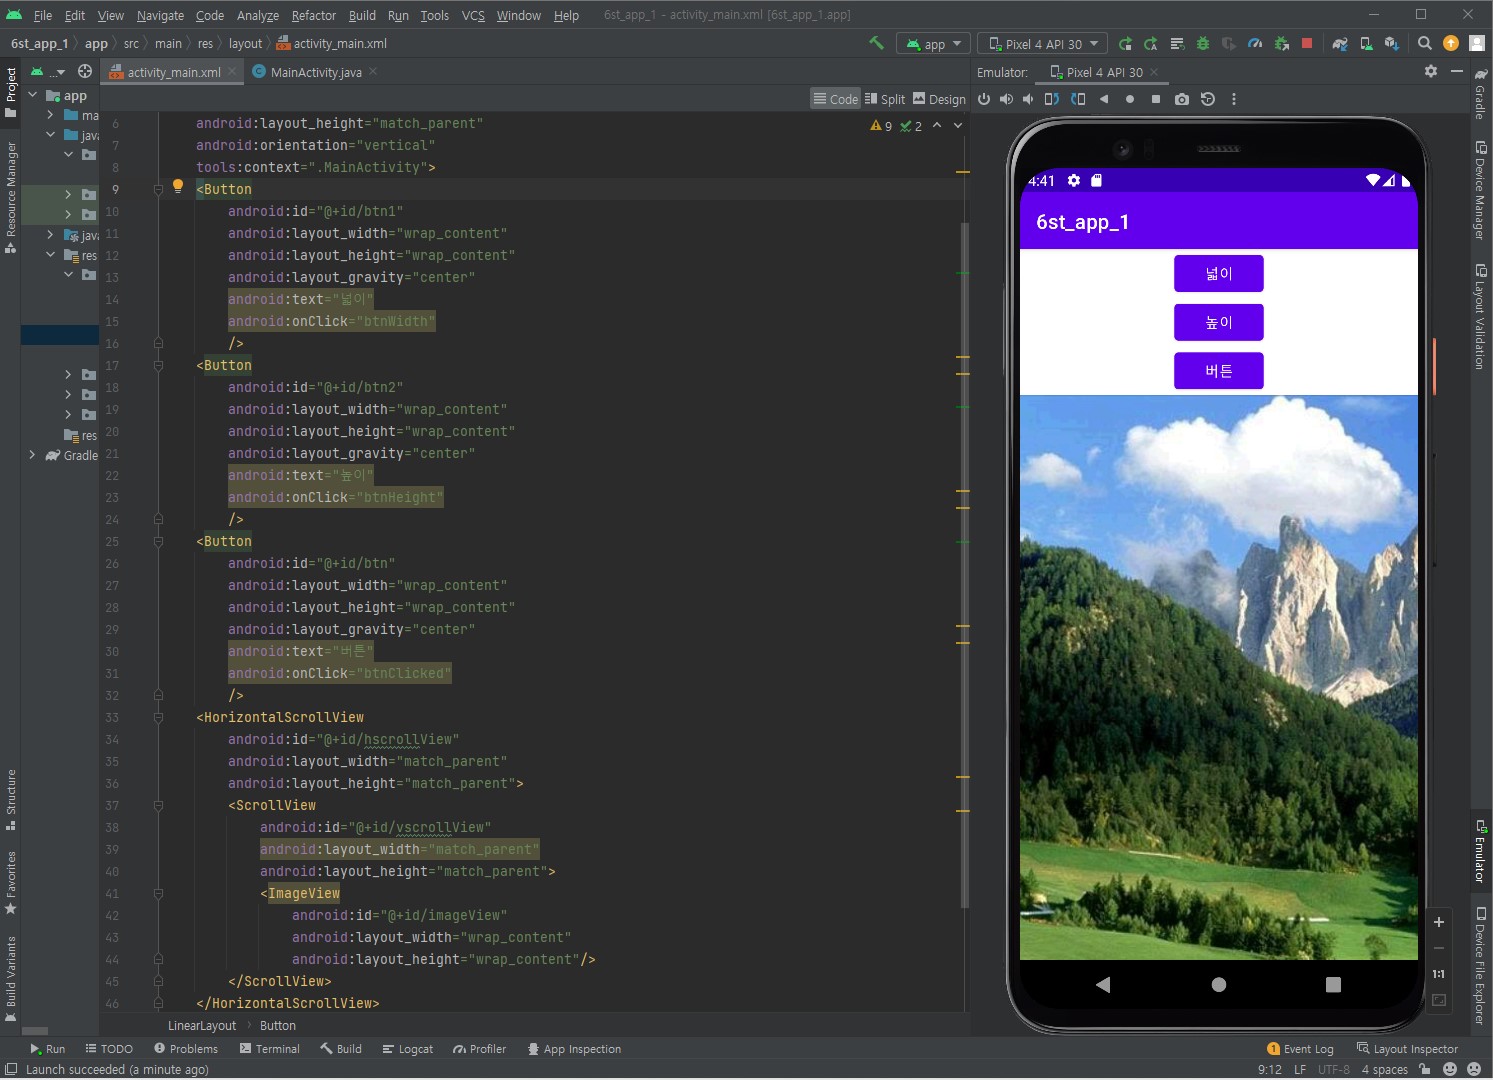 File Edit View Navigate Code Analyze Refactor Build Run Tools VCS Window Help 6st_app_1 - activity_main.xml [6st_app_1.app]
6st_app_1 app src main res layout activity_main.xml
app
Pixel 4 API 30
Project
Resource Manager
Structure
Favorites
Build Variants
...
app
ma
java
java
res
res
Gradle
activity_main.xml
MainActivity.java
Code Split Design
9 2
6 android:layout_height="match_parent"
7 android:orientation="vertical"
8 tools:context=".MainActivity">
9 <Button
10 android:id="@+id/btn1"
11 android:layout_width="wrap_content"
12 android:layout_height="wrap_content"
13 android:layout_gravity="center"
14 android:text="넓이"
15 android:onClick="btnWidth"
16 />
17 <Button
18 android:id="@+id/btn2"
19 android:layout_width="wrap_content"
20 android:layout_height="wrap_content"
21 android:layout_gravity="center"
22 android:text="높이"
23 android:onClick="btnHeight"
24 />
25 <Button
26 android:id="@+id/btn"
27 android:layout_width="wrap_content"
28 android:layout_height="wrap_content"
29 android:layout_gravity="center"
30 android:text="버튼"
31 android:onClick="btnClicked"
32 />
33 <HorizontalScrollView
34 android:id="@+id/hscrollView"
35 android:layout_width="match_parent"
36 android:layout_height="match_parent">
37 <ScrollView
38 android:id="@+id/vscrollView"
39 android:layout_width="match_parent"
40 android:layout_height="match_parent">
41 <ImageView
42 android:id="@+id/imageView"
43 android:layout_width="wrap_content"
44 android:layout_height="wrap_content"/>
45 </ScrollView>
46 </HorizontalScrollView>
LinearLayout Button
Emulator: Pixel 4 API 30
4:41
6st_app_1
넓이
높이
버튼
1:1
Gradle
Device Manager
Layout Validation
Emulator
Device File Explorer
Run TODO Problems Terminal Build Logcat Profiler App Inspection
1 Event Log Layout Inspector
Launch succeeded (a minute ago)
9:12 LF UTF-8 4 spaces